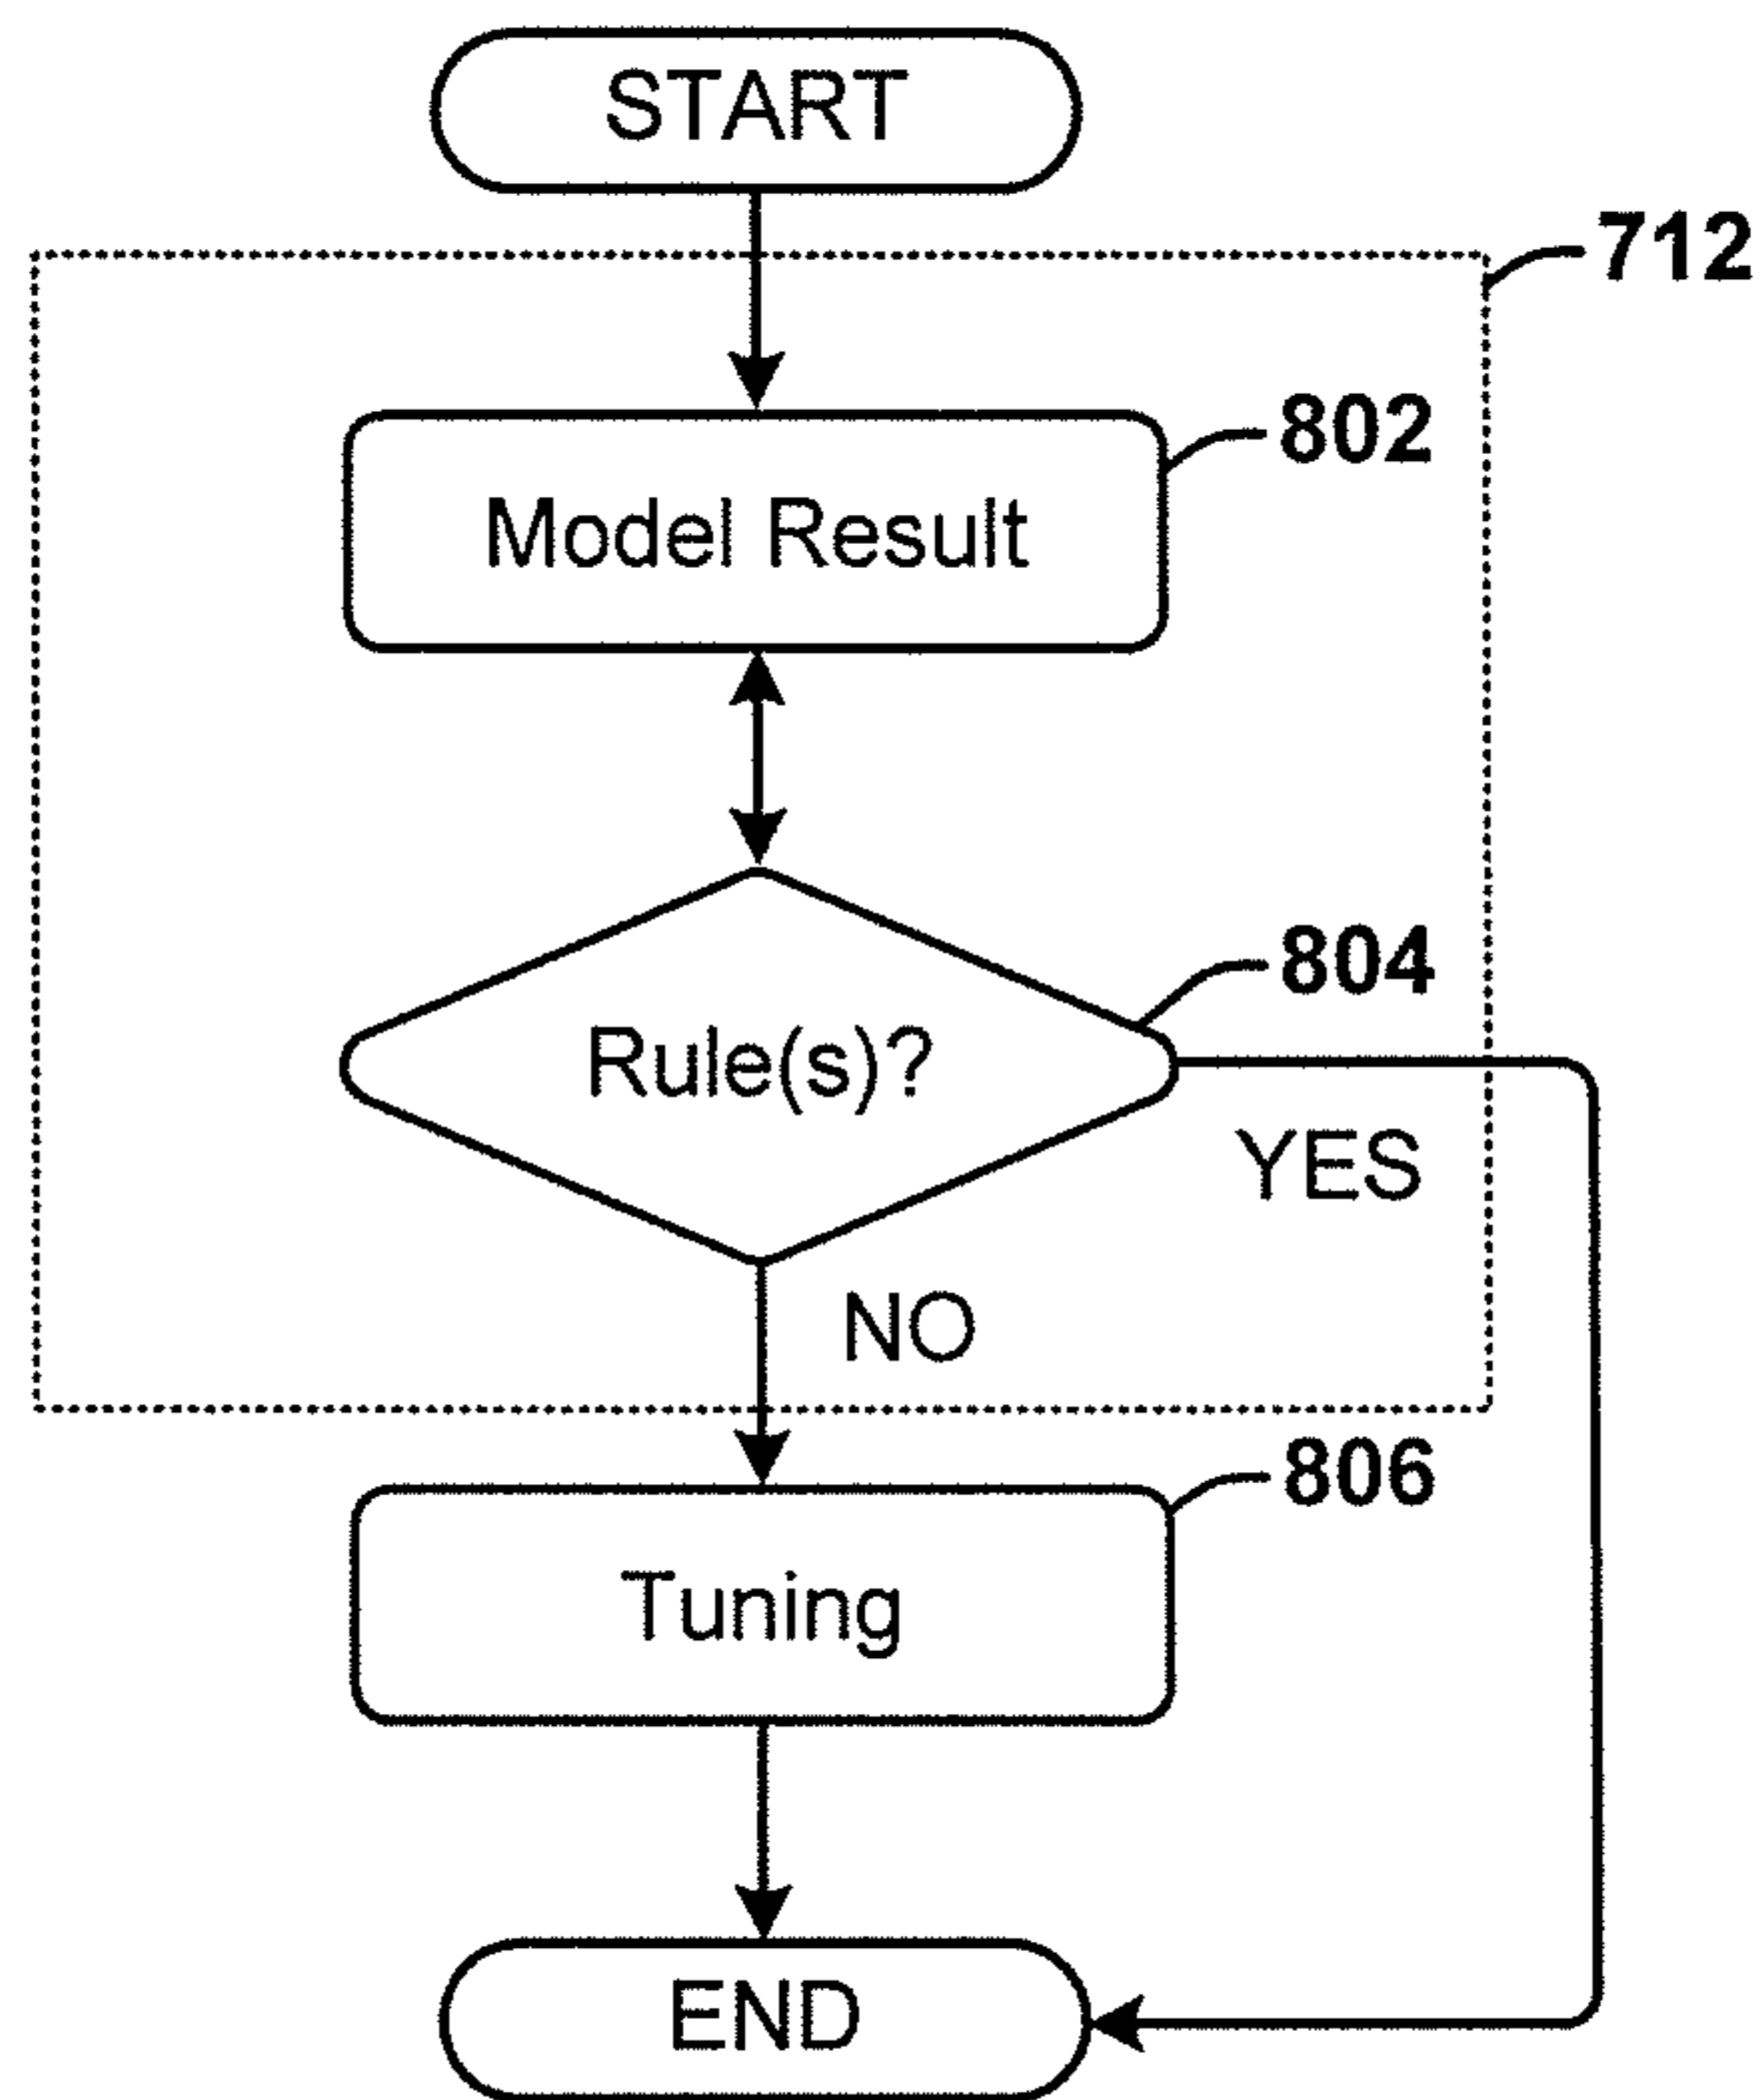 START
712
802
Model Result
804
Rule(s)?
YES
NO
806
Tuning
END